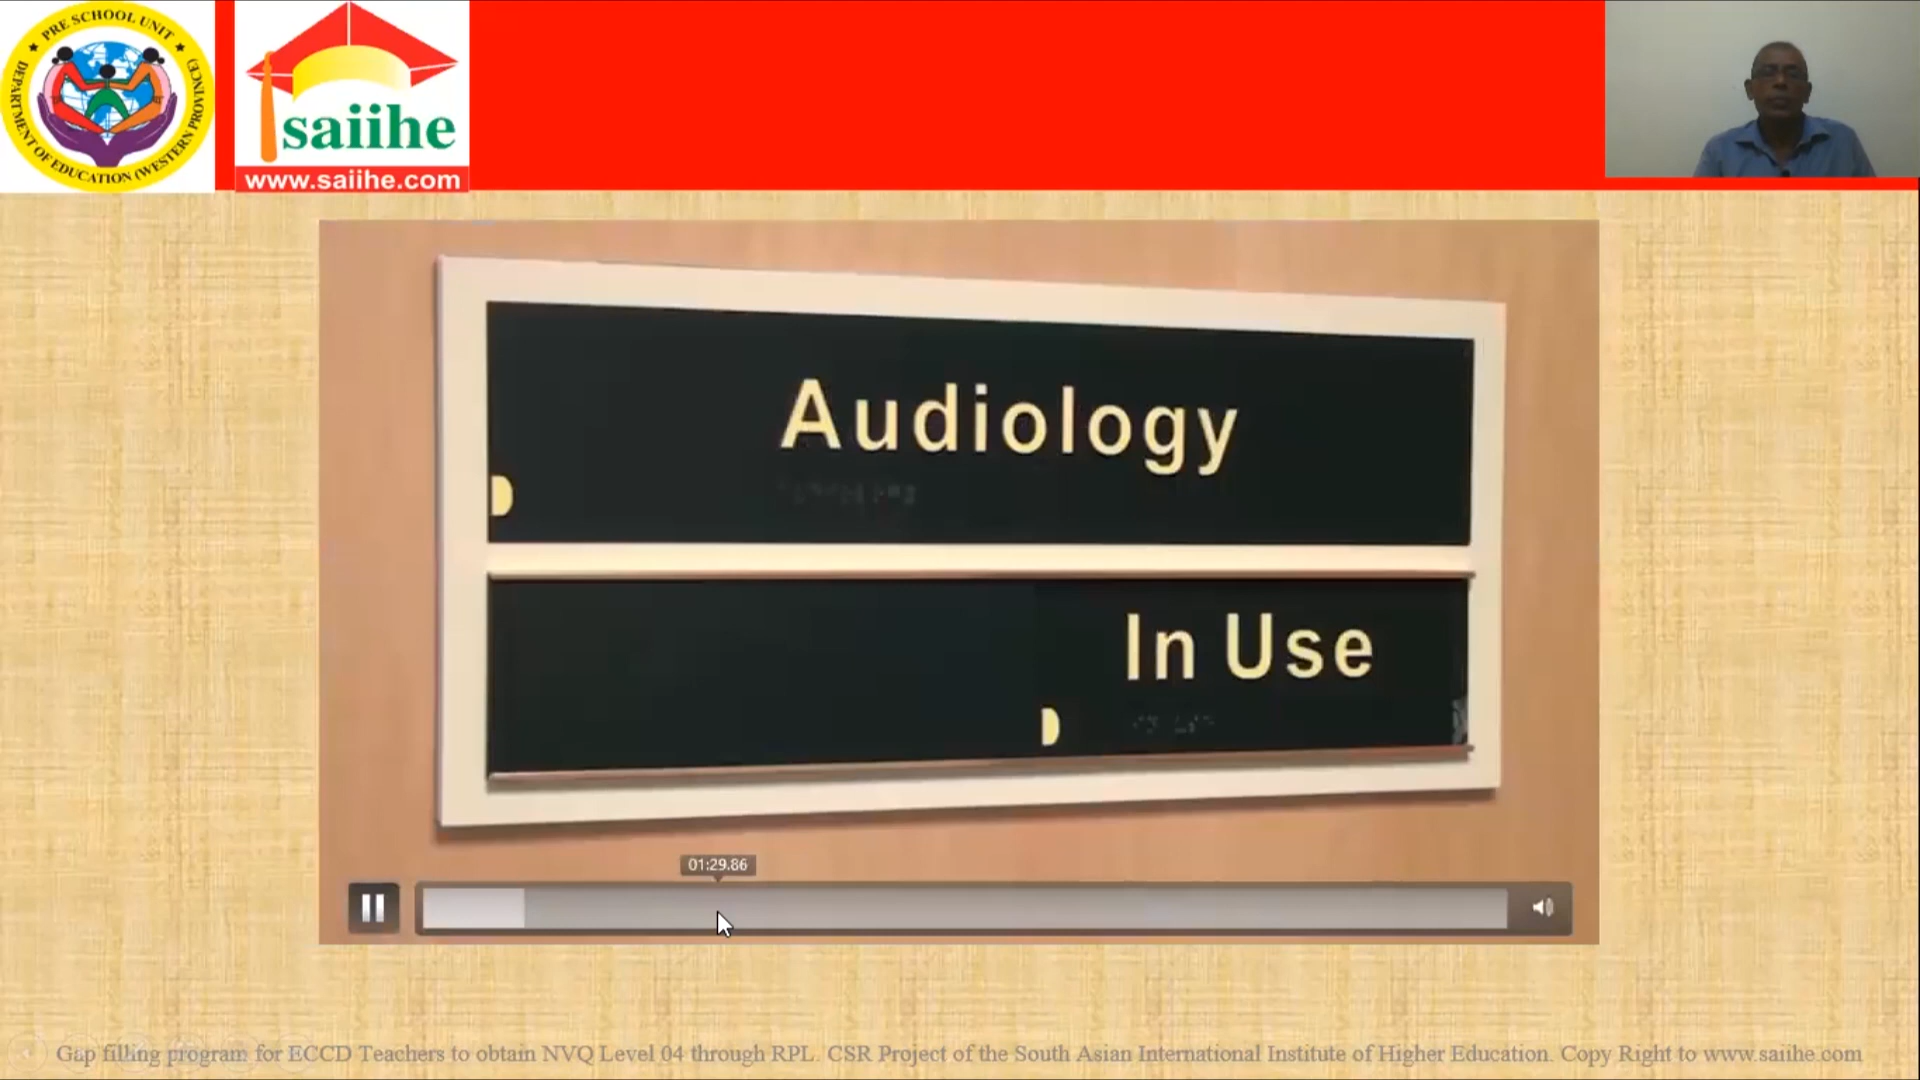 PRE SCHOOL UNIT
DEPARTMENT OF EDUCATION (WESTERN PROVINCE)
saiihe
www.saiihe.com
Audiology
In Use
01:29.86
Gap filling program for ECCD Teachers to obtain NVQ Level 04 through RPL. CSR Project of the South Asian International Institute of Higher Education. Copy Right to www.saiihe.com